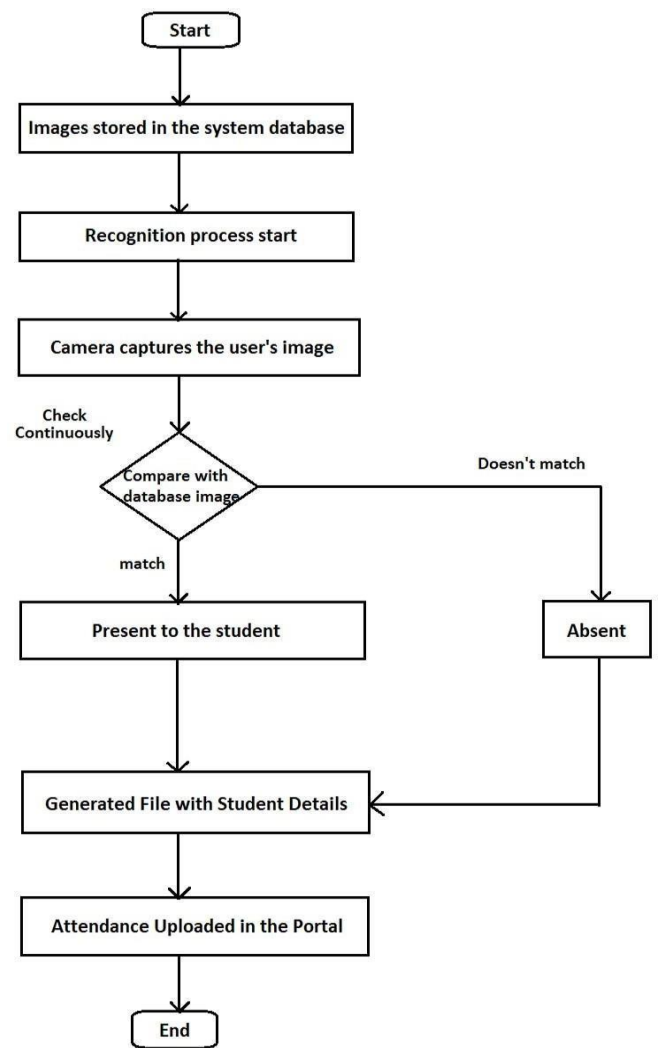 Start
Images stored in the system database
Recognition process start
Camera captures the user's image
Check
Continuously
Compare with
database image
Doesn't match
match
Present to the student
Absent
Generated File with Student Details
Attendance Uploaded in the Portal
End